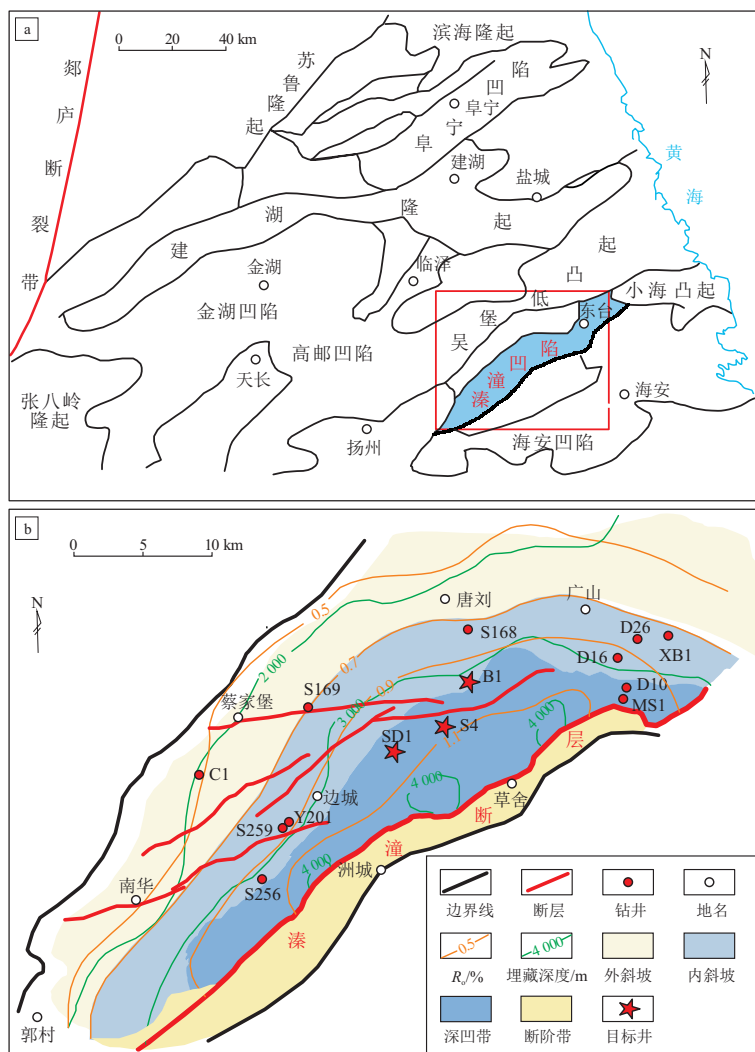 a
0 20 40 km
N
滨海隆起
苏鲁隆起
郯庐断裂带
阜宁凹陷
阜宁
建湖
盐城
黄海
建湖隆起
金湖
临泽
金湖凹陷
吴堡低凸起
小海凸起
东台
高邮凹陷
溱潼凹陷
天长
张八岭
隆起
海安
扬州
海安凹陷
b
0 5 10 km
N
0.5
2 000
唐刘
广山
S168
D26
XB1
D16
0.7
0.9
B1
S169
3 000
蔡家堡
D10
MS1
S4
SD1
1.1
4 000
C1
4 000
边城
草舍
Y201
S259
4 000
洲城
S256
南华
郭村
溱潼断层
边界线
断层
钻井
地名
0.5
4 000
Rₒ/%
埋藏深度/m
外斜坡
内斜坡
深凹带
断阶带
目标井